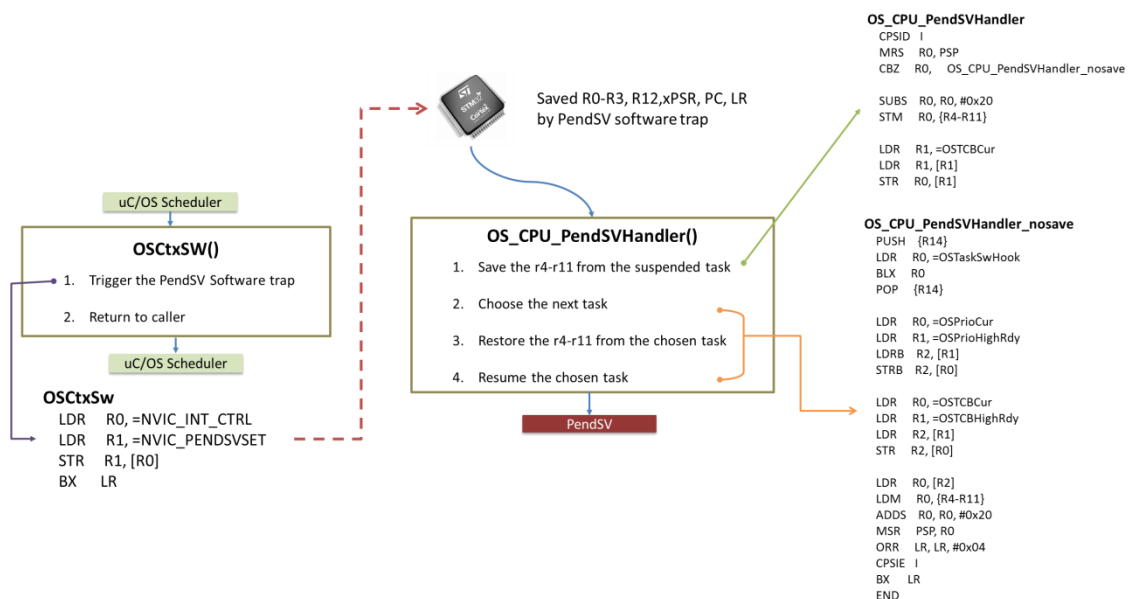 uC/OS Scheduler
OSCtxSW()
1. Trigger the PendSV Software trap
2. Return to caller
uC/OS Scheduler
OSCtxSw
LDR R0, =NVIC_INT_CTRL
LDR R1, =NVIC_PENDSVSET
STR R1, [R0]
BX LR
STM32
Cortex
Saved R0-R3, R12,xPSR, PC, LR
by PendSV software trap
OS_CPU_PendSVHandler()
1. Save the r4-r11 from the suspended task
2. Choose the next task
3. Restore the r4-r11 from the chosen task
4. Resume the chosen task
PendSV
OS_CPU_PendSVHandler
CPSID I
MRS R0, PSP
CBZ R0, OS_CPU_PendSVHandler_nosave
SUBS R0, R0, #0x20
STM R0, {R4-R11}
LDR R1, =OSTCBCur
LDR R1, [R1]
STR R0, [R1]
OS_CPU_PendSVHandler_nosave
PUSH {R14}
LDR R0, =OSTaskSwHook
BLX R0
POP {R14}
LDR R0, =OSPrioCur
LDR R1, =OSPrioHighRdy
LDRB R2, [R1]
STRB R2, [R0]
LDR R0, =OSTCBCur
LDR R1, =OSTCBHighRdy
LDR R2, [R1]
STR R2, [R0]
LDR R0, [R2]
LDM R0, {R4-R11}
ADDS R0, R0, #0x20
MSR PSP, R0
ORR LR, LR, #0x04
CPSIE I
BX LR
END